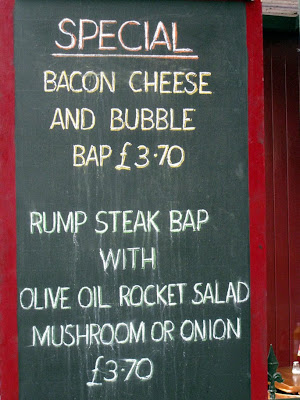 SPECIAL
BACON CHEESE
AND BUBBLE
BAP £3.70
RUMP STEAK BAP
WITH
OLIVE OIL ROCKET SALAD
MUSHROOM OR ONION
£3.70